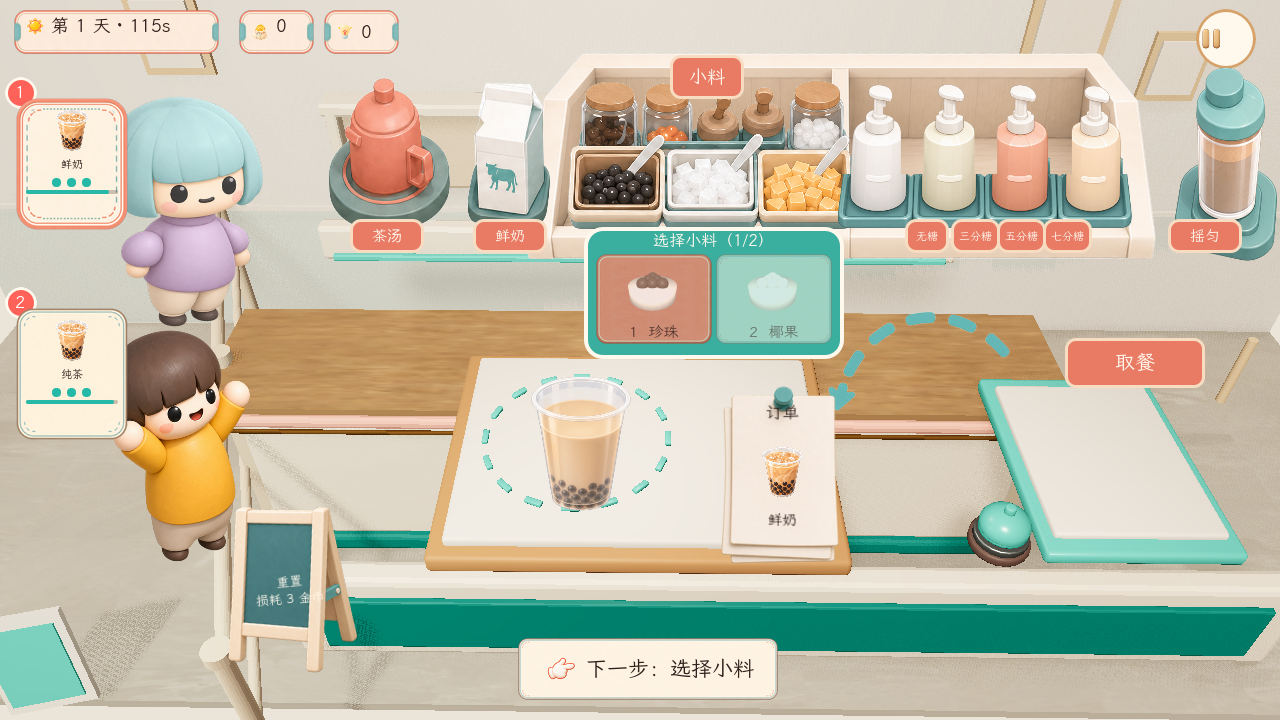 第 1 天·115s
0
0
1
鲜奶
2
纯茶
小料
茶汤
鲜奶
无糖
三分糖
五分糖
七分糖
摇匀
选择小料（1/2）
1 珍珠
2 椰果
取餐
订单
鲜奶
重置
损耗 3 金币
下一步：选择小料